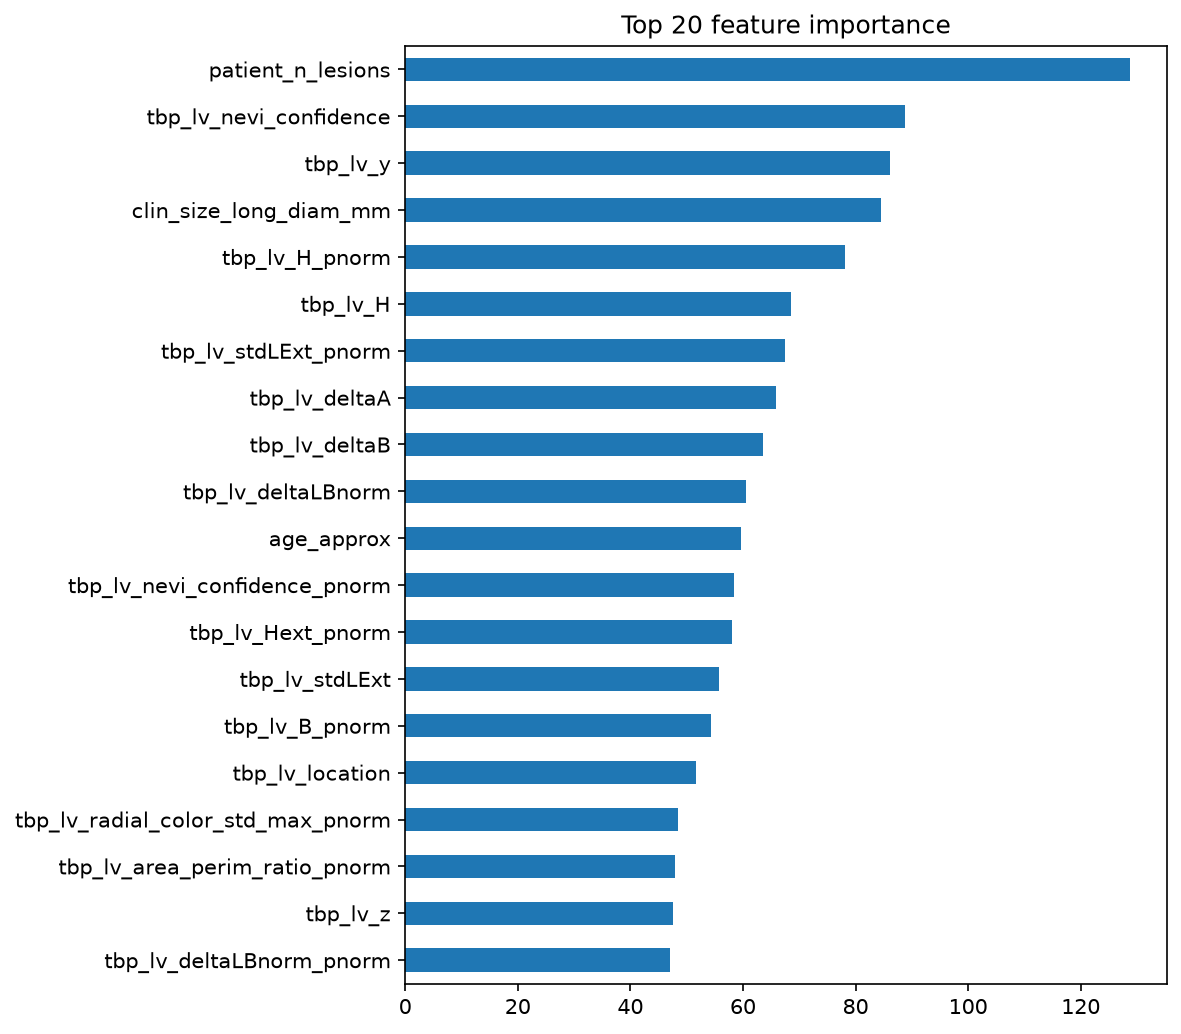 Top 20 feature importance
patient_n_lesions
tbp_lv_nevi_confidence
tbp_lv_y
clin_size_long_diam_mm
tbp_lv_H_pnorm
tbp_lv_H
tbp_lv_stdLExt_pnorm
tbp_lv_deltaA
tbp_lv_deltaB
tbp_lv_deltaLBnorm
age_approx
tbp_lv_nevi_confidence_pnorm
tbp_lv_Hext_pnorm
tbp_lv_stdLExt
tbp_lv_B_pnorm
tbp_lv_location
tbp_lv_radial_color_std_max_pnorm
tbp_lv_area_perim_ratio_pnorm
tbp_lv_z
tbp_lv_deltaLBnorm_pnorm
0 20 40 60 80 100 120